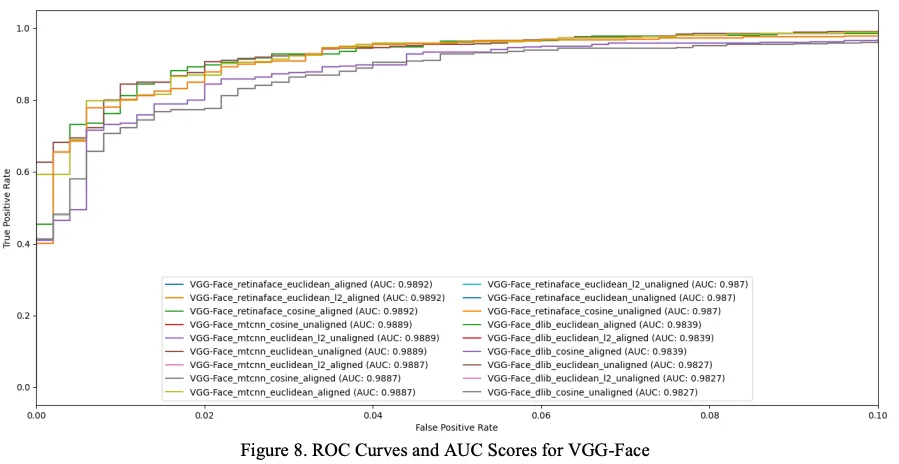 1.0
0.8
0.6
0.4
0.2
0.0
True Positive Rate
VGG-Face_retinaface_euclidean_aligned (AUC: 0.9892)
VGG-Face_retinaface_euclidean_l2_aligned (AUC: 0.9892)
VGG-Face_retinaface_cosine_aligned (AUC: 0.9892)
VGG-Face_mtcnn_cosine_unaligned (AUC: 0.9889)
VGG-Face_mtcnn_euclidean_l2_unaligned (AUC: 0.9889)
VGG-Face_mtcnn_euclidean_unaligned (AUC: 0.9889)
VGG-Face_mtcnn_euclidean_l2_aligned (AUC: 0.9887)
VGG-Face_mtcnn_cosine_aligned (AUC: 0.9887)
VGG-Face_mtcnn_euclidean_aligned (AUC: 0.9887)
VGG-Face_retinaface_euclidean_l2_unaligned (AUC: 0.987)
VGG-Face_retinaface_euclidean_unaligned (AUC: 0.987)
VGG-Face_retinaface_cosine_unaligned (AUC: 0.987)
VGG-Face_dlib_euclidean_aligned (AUC: 0.9839)
VGG-Face_dlib_euclidean_l2_aligned (AUC: 0.9839)
VGG-Face_dlib_cosine_aligned (AUC: 0.9839)
VGG-Face_dlib_euclidean_unaligned (AUC: 0.9827)
VGG-Face_dlib_euclidean_l2_unaligned (AUC: 0.9827)
VGG-Face_dlib_cosine_unaligned (AUC: 0.9827)
0.00 0.02 0.04 0.06 0.08 0.10
False Positive Rate
Figure 8. ROC Curves and AUC Scores for VGG-Face